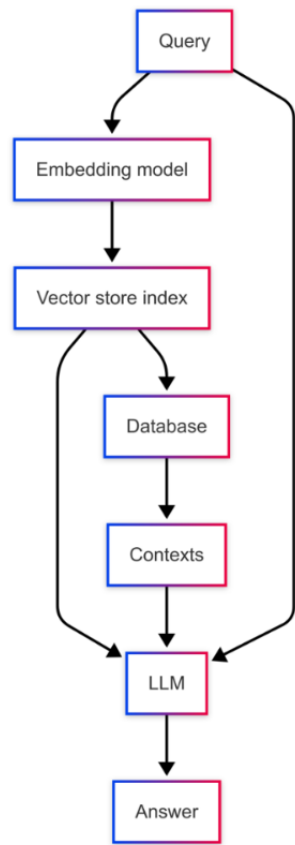 Query
Embedding model
Vector store index
Database
Contexts
LLM
Answer